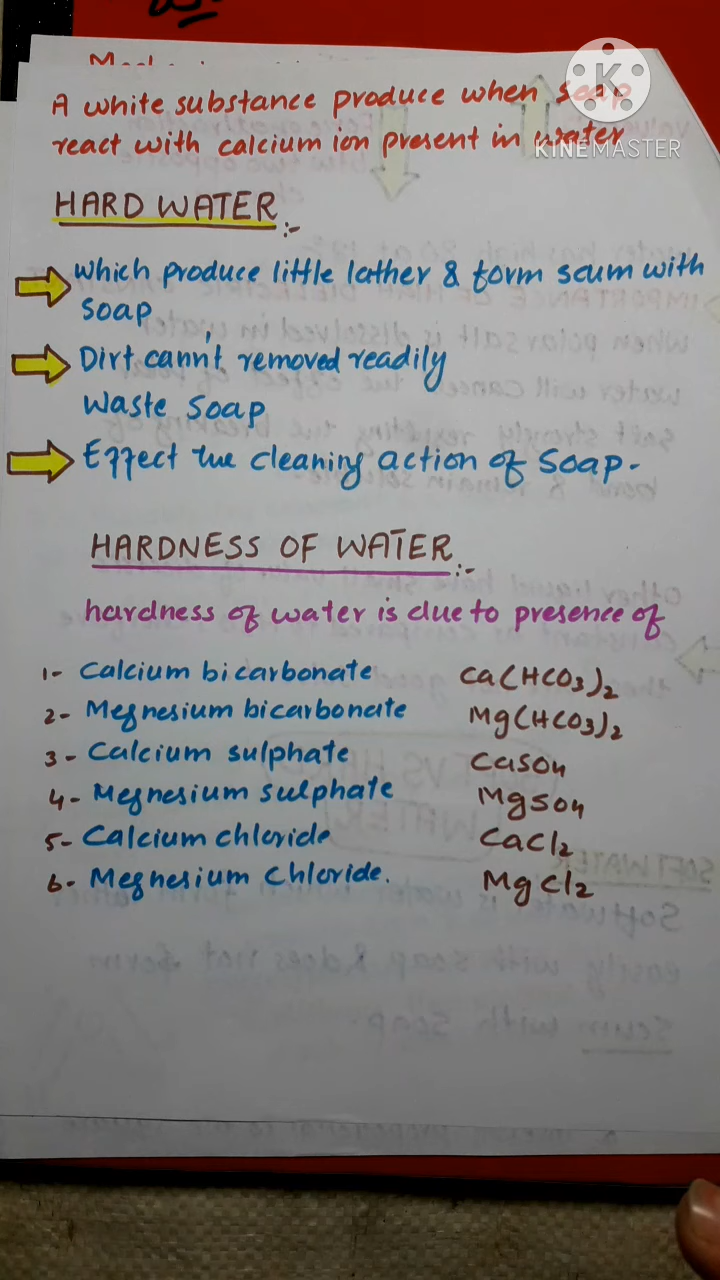 A white substance produce when soap
react with calcium ion present in water
KINEMASTER
HARD WATER :-
which produce little lather & form scum with
soap
Dirt cann't removed readily
Waste Soap
Effect the cleaning action of soap -
HARDNESS OF WATER :-
hardness of water is due to presence of
1- Calcium bicarbonate Ca(HCO3)2
2- Megnesium bicarbonate Mg(HCO3)2
3- Calcium sulphate CaSO4
4- Megnesium sulphate MgSO4
5- Calcium chloride CaCl2
6- Megnesium Chloride. MgCl2